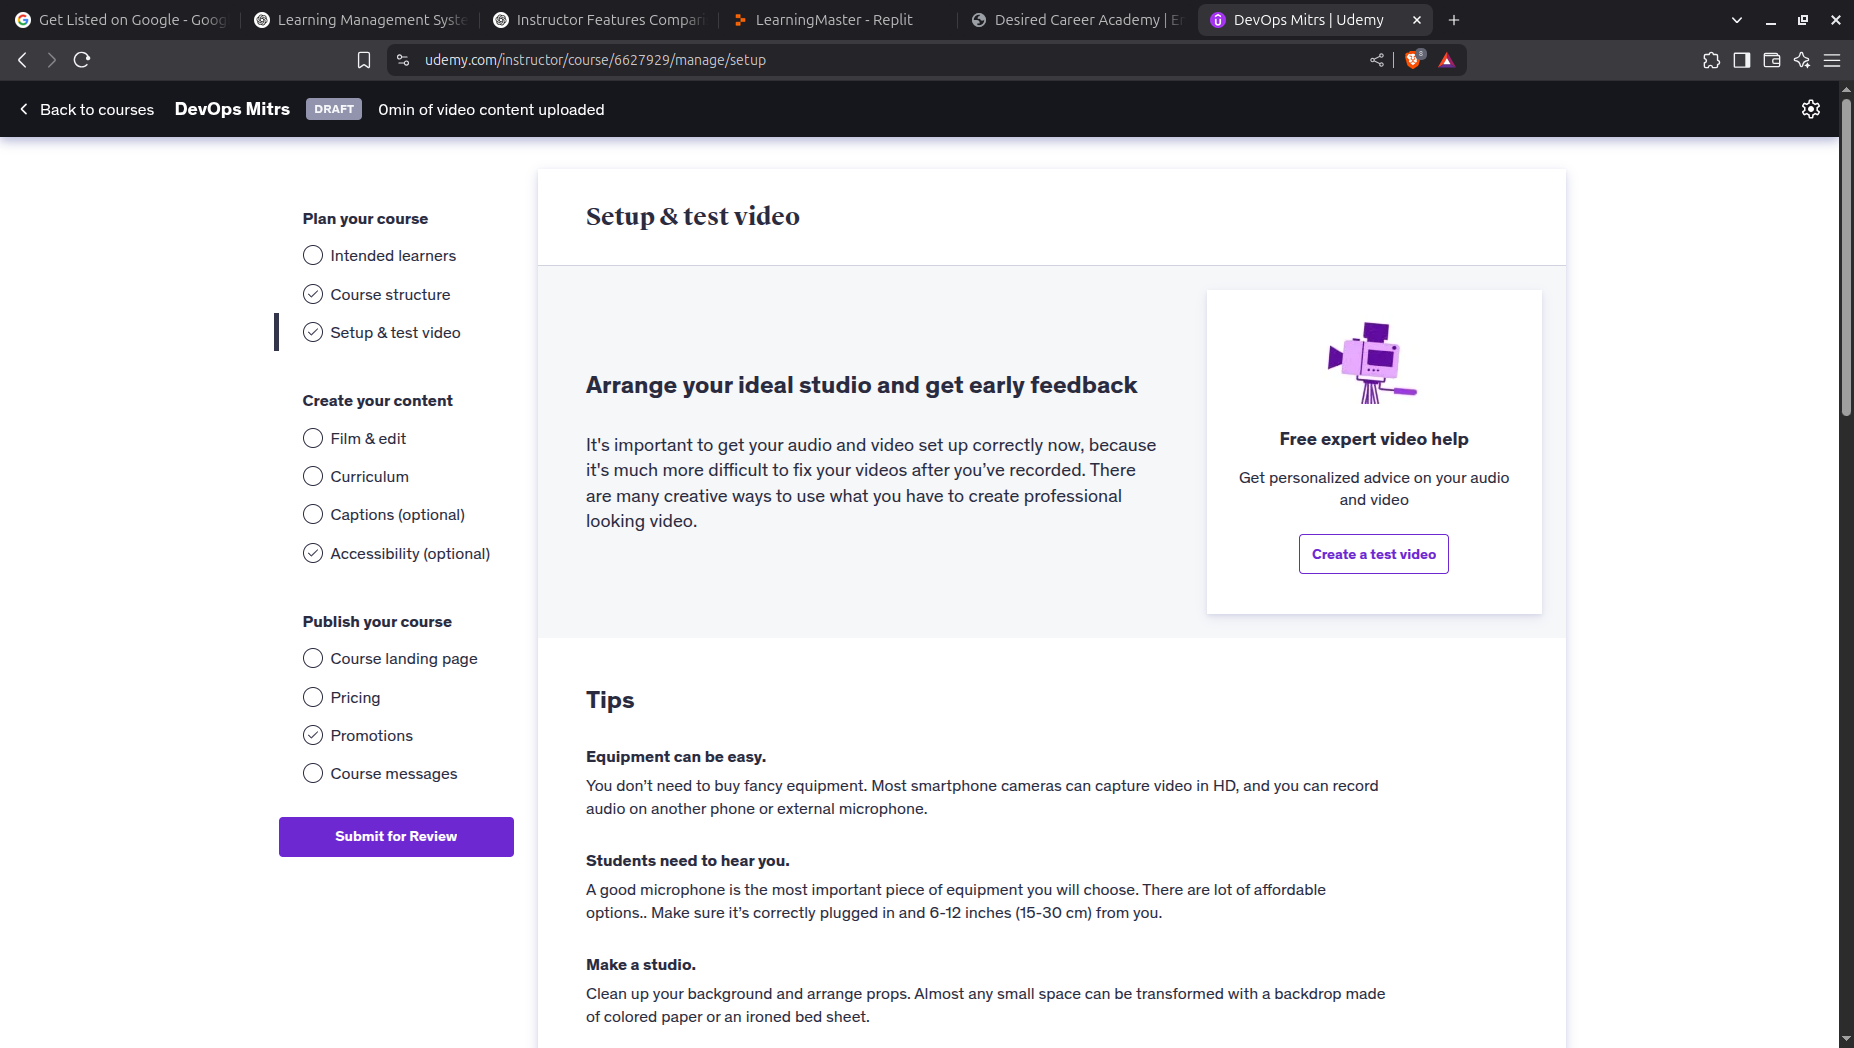 Get Listed on Google - Goog
Learning Management Syste
Instructor Features Compari
LearningMaster - Replit
Desired Career Academy | En
DevOps Mitrs | Udemy
udemy.com/instructor/course/6627929/manage/setup
8
Back to courses
DevOps Mitrs
DRAFT
0min of video content uploaded
Plan your course
Intended learners
Course structure
Setup & test video
Create your content
Film & edit
Curriculum
Captions (optional)
Accessibility (optional)
Publish your course
Course landing page
Pricing
Promotions
Course messages
Submit for Review
Setup & test video
Arrange your ideal studio and get early feedback
It's important to get your audio and video set up correctly now, because
it's much more difficult to fix your videos after you’ve recorded. There
are many creative ways to use what you have to create professional
looking video.
Free expert video help
Get personalized advice on your audio
and video
Create a test video
Tips
Equipment can be easy.
You don’t need to buy fancy equipment. Most smartphone cameras can capture video in HD, and you can record
audio on another phone or external microphone.
Students need to hear you.
A good microphone is the most important piece of equipment you will choose. There are lot of affordable
options.. Make sure it’s correctly plugged in and 6-12 inches (15-30 cm) from you.
Make a studio.
Clean up your background and arrange props. Almost any small space can be transformed with a backdrop made
of colored paper or an ironed bed sheet.